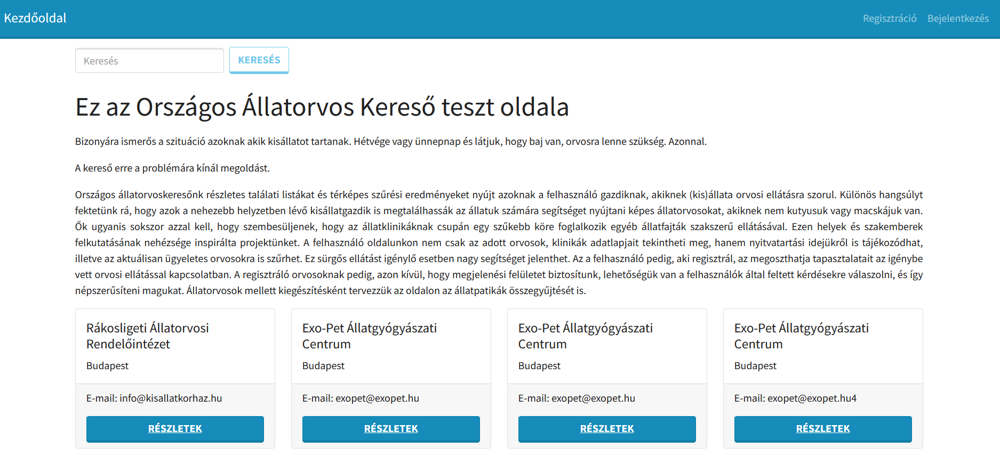 Kezdőoldal
Regisztráció Bejelentkezés
Keresés KERESÉS
Ez az Országos Állatorvos Kereső teszt oldala
Bizonyára ismerős a szituáció azoknak akik kisállatot tartanak. Hétvége vagy ünnepnap és látjuk, hogy baj van, orvosra lenne szükség. Azonnal.
A kereső erre a problémára kínál megoldást.
Országos állatorvoskeresőnk részletes találati listákat és térképes szűrési eredményeket nyújt azoknak a felhasználó gazdiknak, akiknek (kis)állata orvosi ellátásra szorul. Különös hangsúlyt
fektetünk rá, hogy azok a nehezebb helyzetben lévő kisállatgazdik is megtalálhassák az állatuk számára segítséget nyújtani képes állatorvosokat, akiknek nem kutyusuk vagy macskájuk van.
Ők ugyanis sokszor azzal kell, hogy szembesüljenek, hogy az állatklinikáknak csupán egy szűkebb köre foglalkozik egyéb állatfajták szakszerű ellátásával. Ezen helyek és szakemberek
felkutatásának nehézsége inspirálta projektünket. A felhasználó oldalunkon nem csak az adott orvosok, klinikák adatlapjait tekintheti meg, hanem nyitvatartási idejükről is tájékozódhat,
illetve az aktuálisan ügyeletes orvosokra is szűrhet. Ez sürgős ellátást igénylő esetben nagy segítséget jelenthet. Az a felhasználó pedig, aki regisztrál, az megoszthatja tapasztalatait az igénybe
vett orvosi ellátással kapcsolatban. A regisztráló orvosoknak pedig, azon kívül, hogy megjelenési felületet biztosítunk, lehetőségük van a felhasználók által feltett kérdésekre válaszolni, és így
népszerűsíteni magukat. Állatorvosok mellett kiegészítésként tervezzük az oldalon az állatpatikák összegyűjtését is.
Rákosligeti Állatorvosi
Rendelőintézet
Budapest
E-mail: info@kisallatkorhaz.hu
RÉSZLETEK
Exo-Pet Állatgyógyászati
Centrum
Budapest
E-mail: exopet@exopet.hu
RÉSZLETEK
Exo-Pet Állatgyógyászati
Centrum
Budapest
E-mail: exopet@exopet.hu
RÉSZLETEK
Exo-Pet Állatgyógyászati
Centrum
Budapest
E-mail: exopet@exopet.hu4
RÉSZLETEK